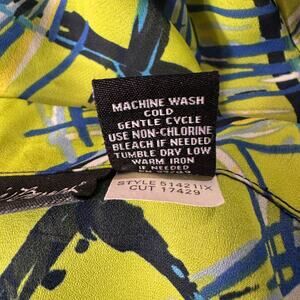 MACHINE WASH
COLD
GENTLE CYCLE
USE NON-CHLORINE
BLEACH IF NEEDED
TUMBLE DRY LOW
WARM IRON
IF NEEDED
STYLE 51421IX
CUT 17429